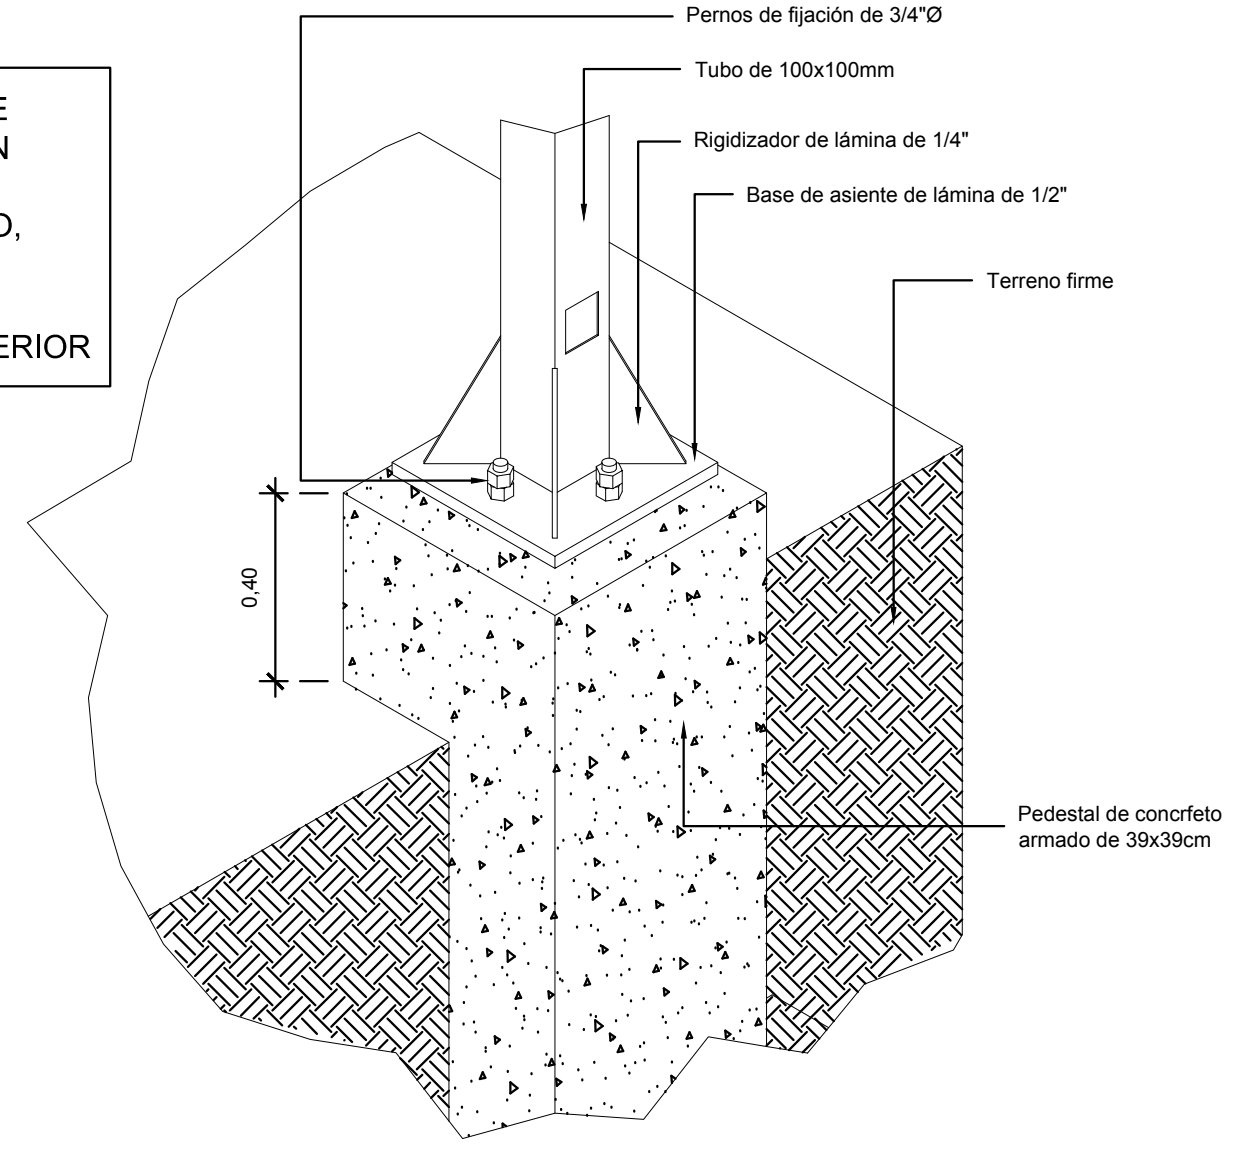 Pernos de fijación de 3/4"Ø
Tubo de 100x100mm
Rigidizador de lámina de 1/4"
Base de asiente de lámina de 1/2"
Terreno firme
0,40
Pedestal de concrfeto
armado de 39x39cm